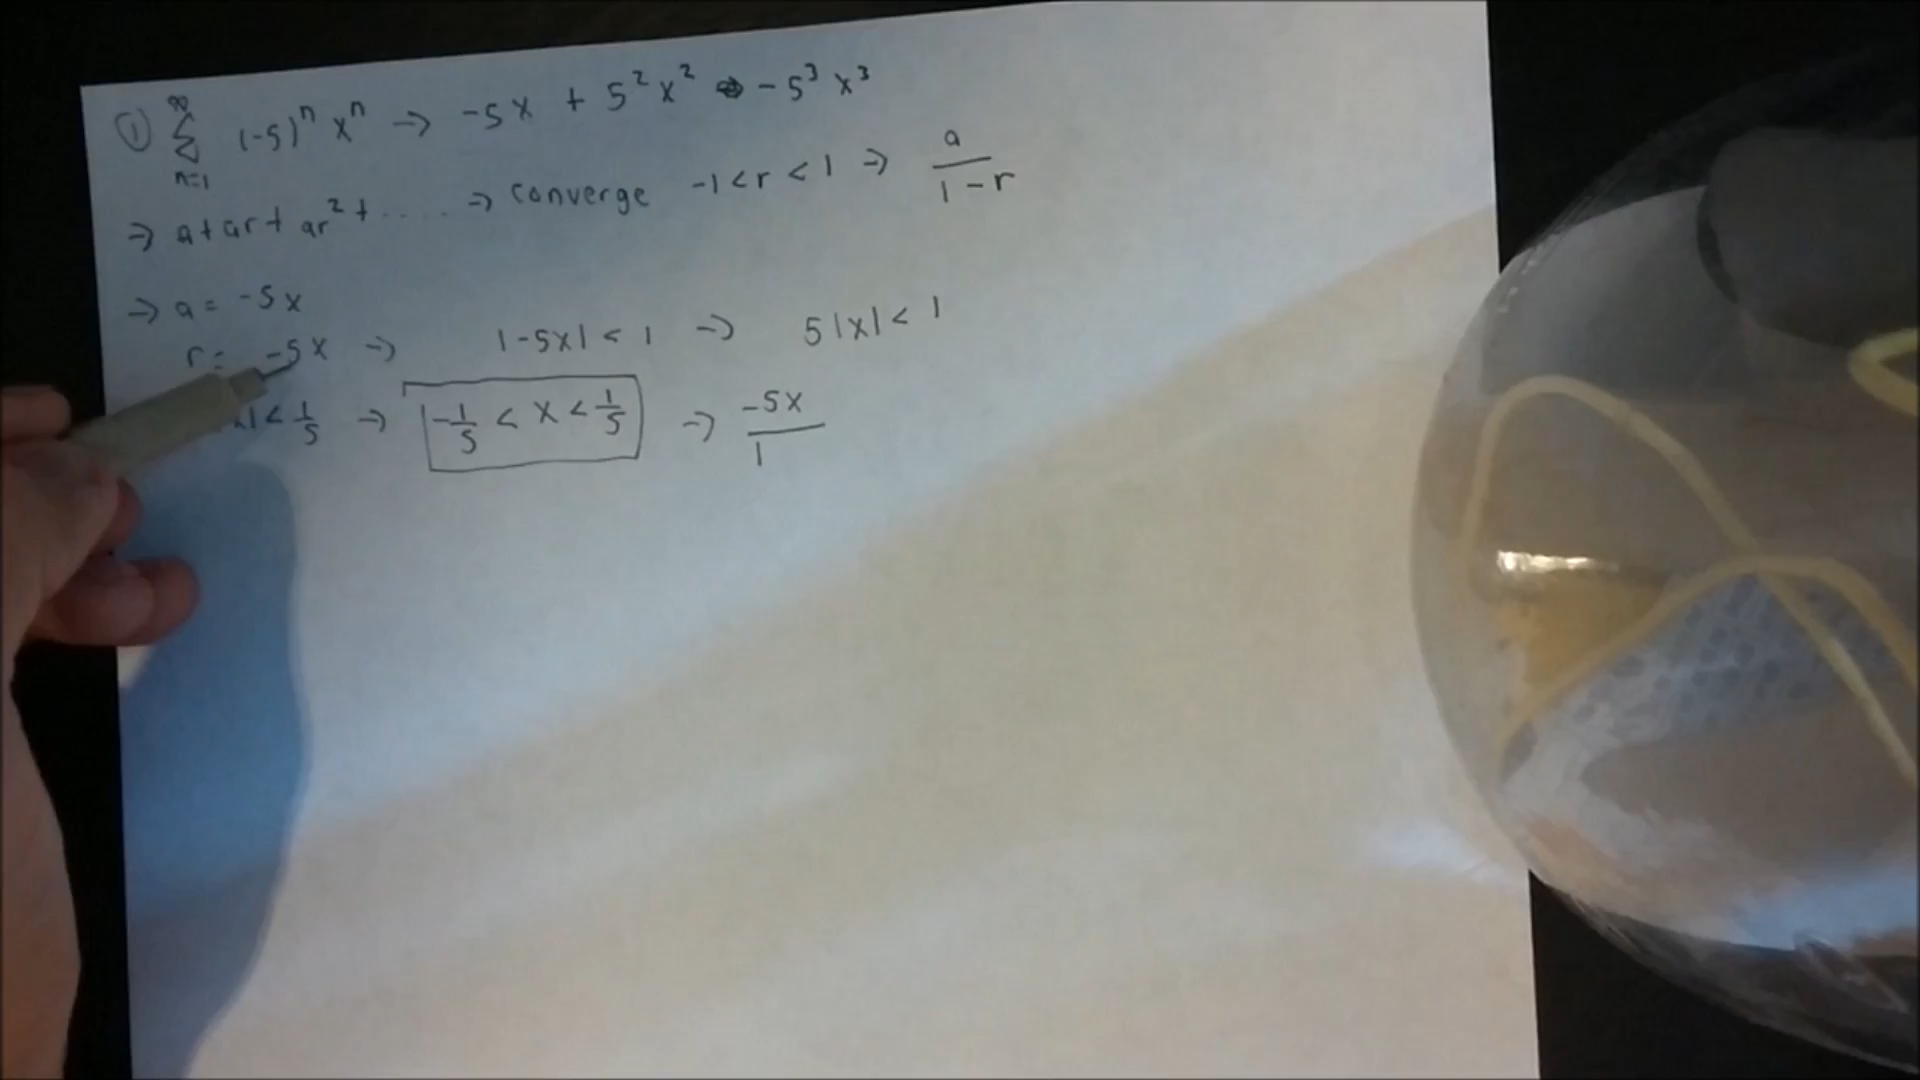 ① ∞ Σ n=1 (-5)ⁿ xⁿ → -5x + 5²x² - 5³x³
⇒ a+ar+ ar²+ ..... ⇒ converge -1<r<1 ⇒ a/(1-r)
⇒ a= -5x
r= -5x ⇒ |-5x| < 1 ⇒ 5|x| < 1
| < 1/5 ⇒ -1/5 < x < 1/5 ⇒ -5x/1